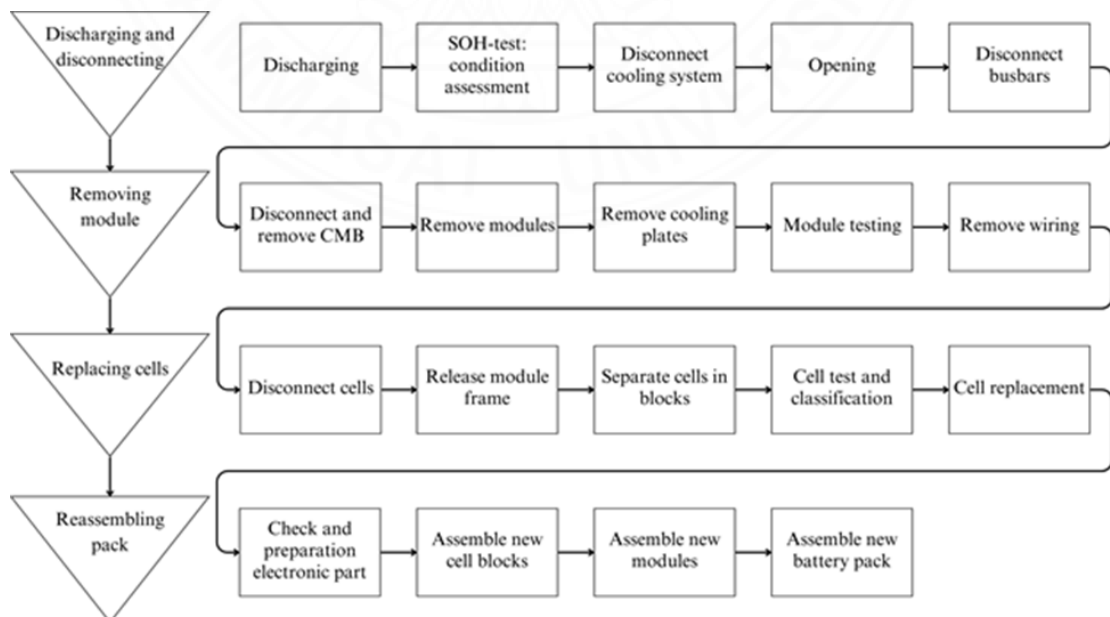 Discharging and
disconnecting
Discharging
SOH-test:
condition
assessment
Disconnect
cooling system
Opening
Disconnect
busbars
Removing
module
Disconnect and
remove CMB
Remove modules
Remove cooling
plates
Module testing
Remove wiring
Replacing cells
Disconnect cells
Release module
frame
Separate cells in
blocks
Cell test and
classification
Cell replacement
Reassembling
pack
Check and
preparation
electronic part
Assemble new
cell blocks
Assemble new
modules
Assemble new
battery pack